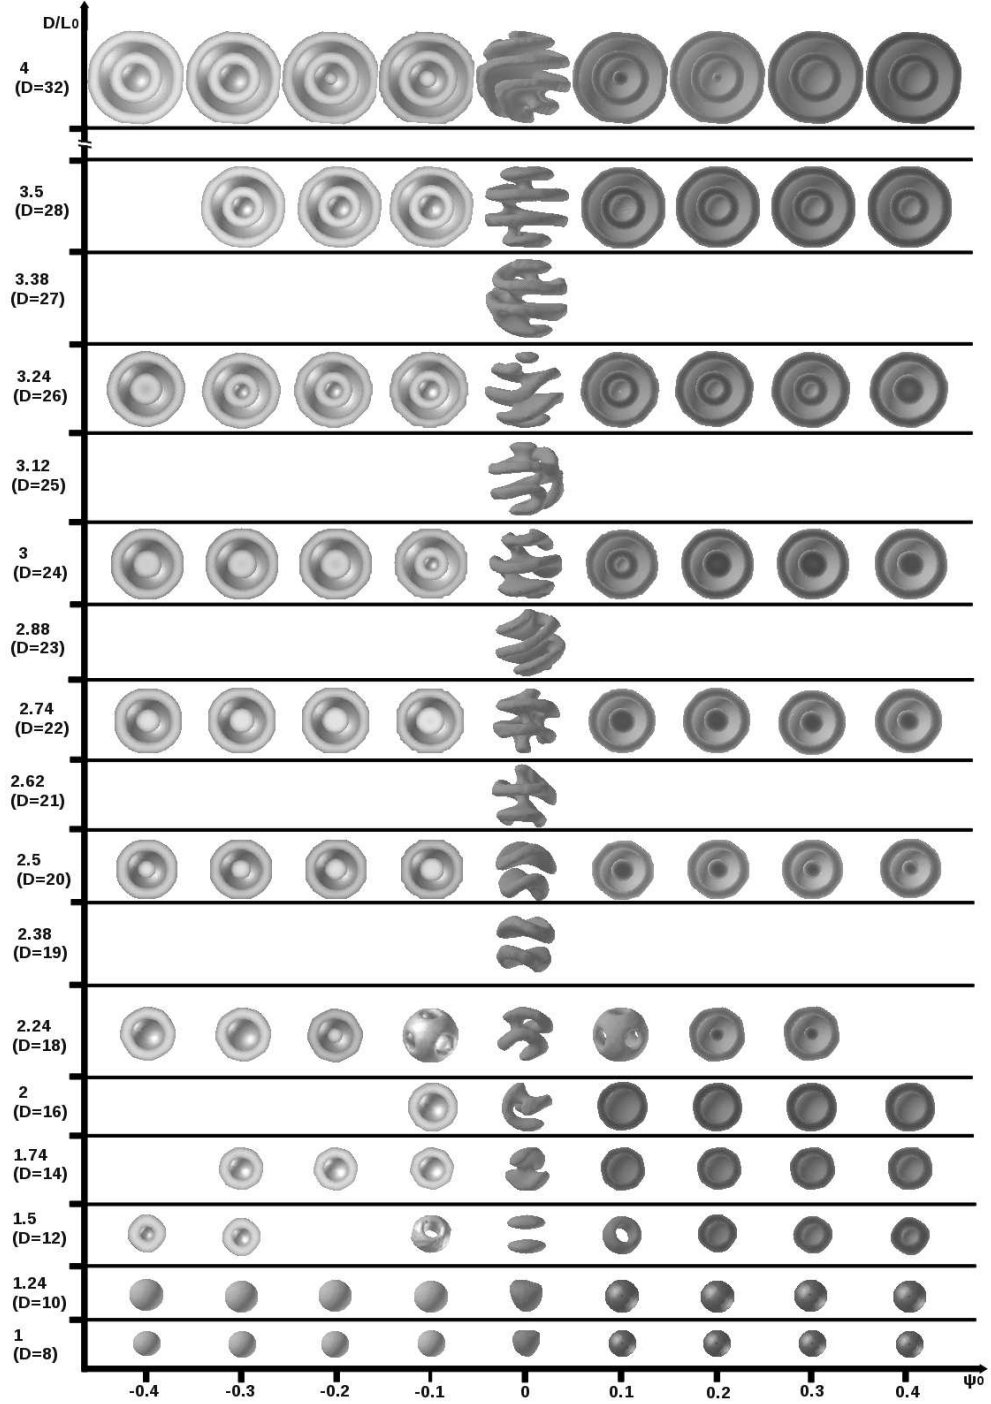 D/L₀
4
(D=32)
3.5
(D=28)
3.38
(D=27)
3.24
(D=26)
3.12
(D=25)
3
(D=24)
2.88
(D=23)
2.74
(D=22)
2.62
(D=21)
2.5
(D=20)
2.38
(D=19)
2.24
(D=18)
2
(D=16)
1.74
(D=14)
1.5
(D=12)
1.24
(D=10)
1
(D=8)
-0.4 -0.3 -0.2 -0.1 0 0.1 0.2 0.3 0.4 ψ₀